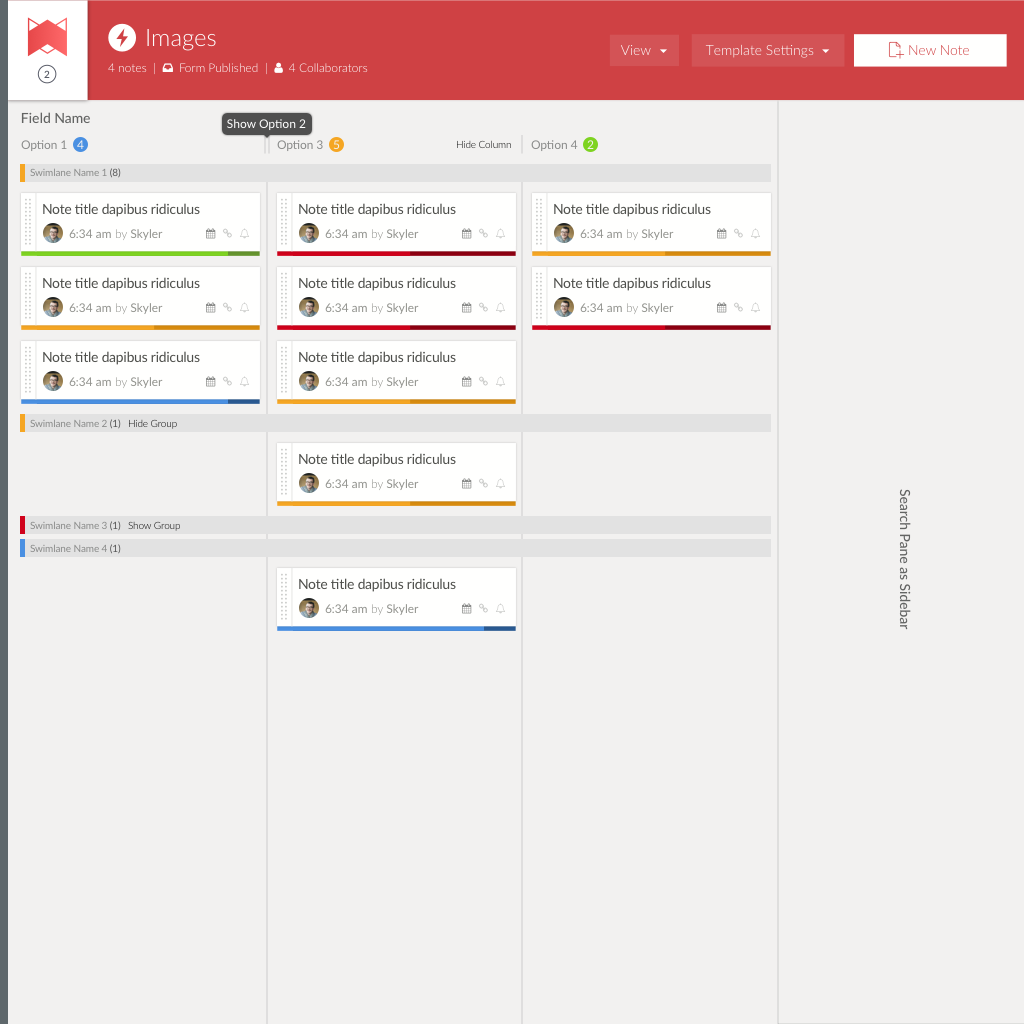 2
Images
4 notes | Form Published | 4 Collaborators
View
Template Settings
New Note
Field Name
Show Option 2
Option 1 4
Option 3 5
Hide Column
Option 4 2
Swimlane Name 1 (8)
Note title dapibus ridiculus
6:34 am by Skyler
Note title dapibus ridiculus
6:34 am by Skyler
Note title dapibus ridiculus
6:34 am by Skyler
Note title dapibus ridiculus
6:34 am by Skyler
Note title dapibus ridiculus
6:34 am by Skyler
Note title dapibus ridiculus
6:34 am by Skyler
Note title dapibus ridiculus
6:34 am by Skyler
Note title dapibus ridiculus
6:34 am by Skyler
Swimlane Name 2 (1) Hide Group
Note title dapibus ridiculus
6:34 am by Skyler
Swimlane Name 3 (1) Show Group
Swimlane Name 4 (1)
Note title dapibus ridiculus
6:34 am by Skyler
Search Pane as Sidebar